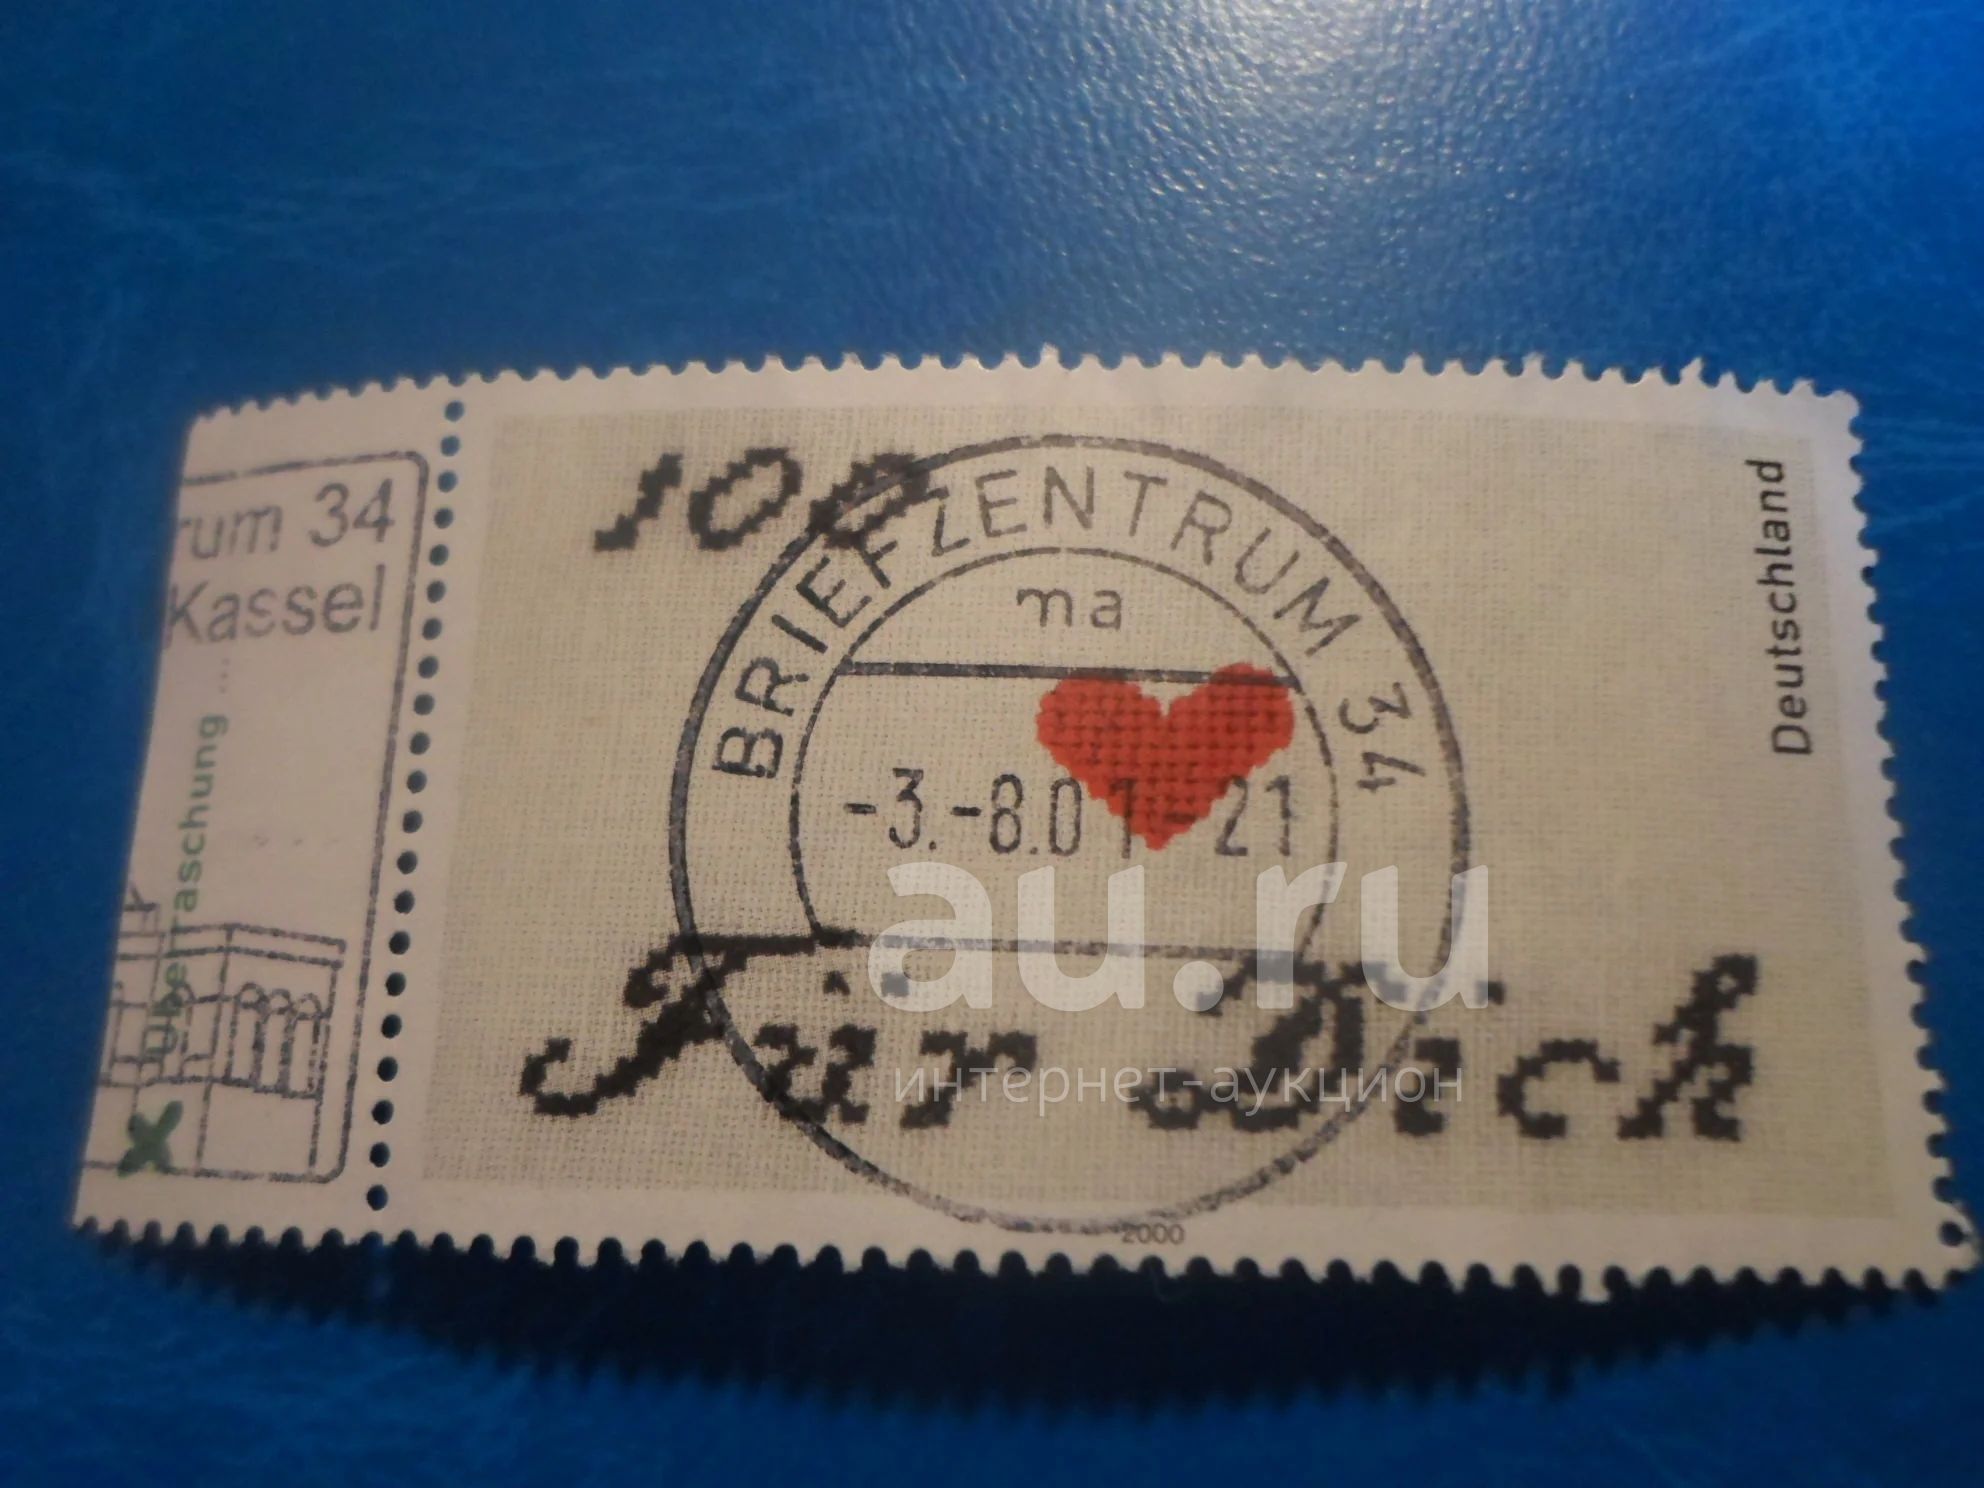 100
Deutschland
BRIEFZENTRUM 34
ma
-3.-8.01-21
Für Dich
2000
rum 34
Kassel
Überraschung ...
au.ru
интернет-аукцион